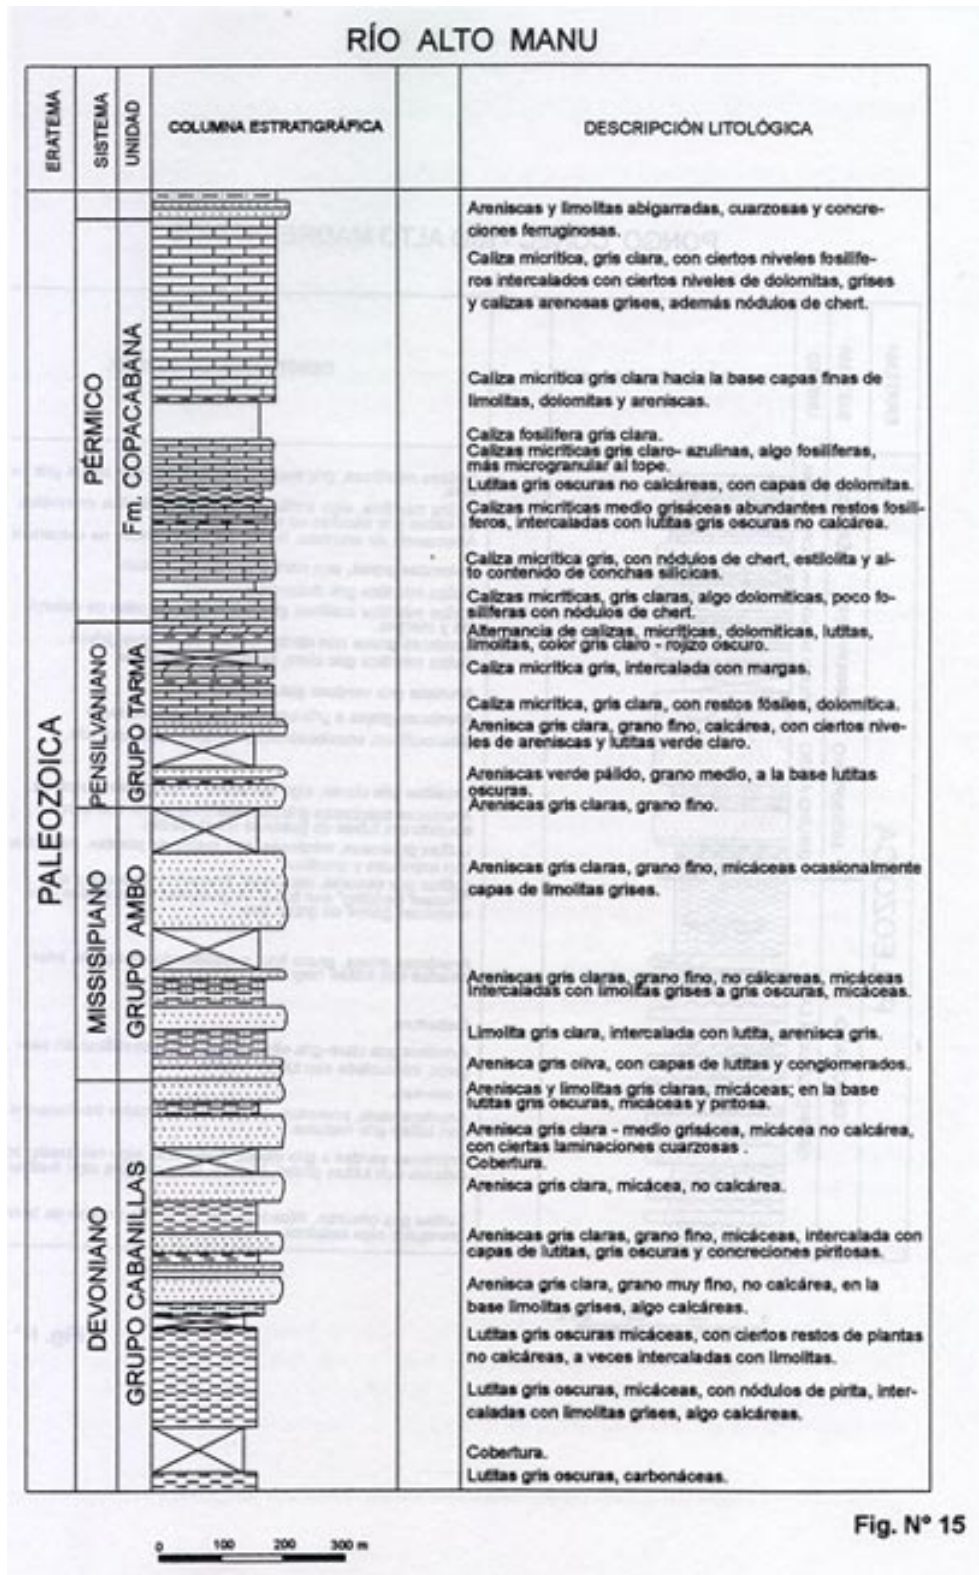 RÍO ALTO MANU
ERATEMA
SISTEMA
UNIDAD
COLUMNA ESTRATIGRÁFICA
DESCRIPCIÓN LITOLÓGICA
PALEOZOICA
PÉRMICO
PENSILVANIANO
MISSISIPIANO
DEVONIANO
Fm. COPACABANA
GRUPO TARMA
GRUPO AMBO
GRUPO CABANILLAS
Areniscas y limolitas abigarradas, cuarzosas y concre-
ciones ferruginosas.
Caliza micrítica, gris clara, con ciertos niveles fosilífe-
ros intercalados con ciertos niveles de dolomitas, grises
y calizas arenosas grises, además nódulos de chert.
Caliza micrítica gris clara hacia la base capas finas de
limolitas, dolomitas y areniscas.
Caliza fosilífera gris clara.
Calizas micríticas gris claro- azulinas, algo fosilíferas,
más microgranular al tope.
Lutitas gris oscuras no calcáreas, con capas de dolomitas.
Calizas micríticas medio grisáceas abundantes restos fosilí-
feros, intercaladas con lutitas gris oscuras no calcárea.
Caliza micrítica gris, con nódulos de chert, estilolita y al-
to contenido de conchas silícicas.
Calizas micríticas, gris claras, algo dolomíticas, poco fo-
silíferas con nódulos de chert.
Alternancia de calizas, micríticas, dolomíticas, lutitas,
limolitas, color gris claro - rojizo oscuro.
Caliza micrítica gris, intercalada con margas.
Caliza micrítica, gris clara, con restos fósiles, dolomítica.
Arenisca gris clara, grano fino, calcárea, con ciertos nive-
les de areniscas y lutitas verde claro.
Areniscas verde pálido, grano medio, a la base lutitas
oscuras.
Areniscas gris claras, grano fino.
Areniscas gris claras, grano fino, micáceas ocasionalmente
capas de limolitas grises.
Areniscas gris claras, grano fino, no cálcareas, micáceas
Intercaladas con limolitas grises a gris oscuras, micáceas.
Limolita gris clara, intercalada con lutita, arenisca gris.
Arenisca gris oliva, con capas de lutitas y conglomerados.
Areniscas y limolitas gris claras, micáceas; en la base
lutitas gris oscuras, micáceas y piritosa.
Arenisca gris clara - medio grisácea, micácea no calcárea,
con ciertas laminaciones cuarzosas .
Cobertura.
Arenisca gris clara, micácea, no calcárea.
Areniscas gris claras, grano fino, micáceas, intercalada con
capas de lutitas, gris oscuras y concreciones piritosas.
Arenisca gris clara, grano muy fino, no calcárea, en la
base limolitas grises, algo calcáreas.
Lutitas gris oscuras micáceas, con ciertos restos de plantas
no calcáreas, a veces intercaladas con limolitas.
Lutitas gris oscuras, micáceas, con nódulos de pirita, inter-
caladas con limolitas grises, algo calcáreas.
Cobertura.
Lutitas gris oscuras, carbonáceas.
Fig. N° 15
0 100 200 300 m